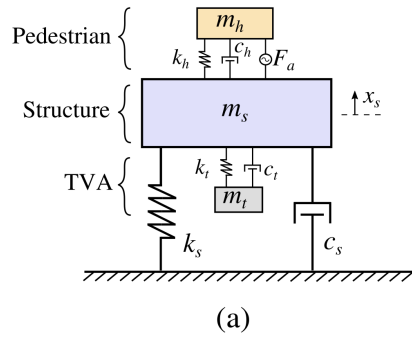 Pedestrian
m_h
k_h
c_h
F_a
Structure
m_s
x_s
TVA
k_t
c_t
m_t
k_s
c_s
(a)